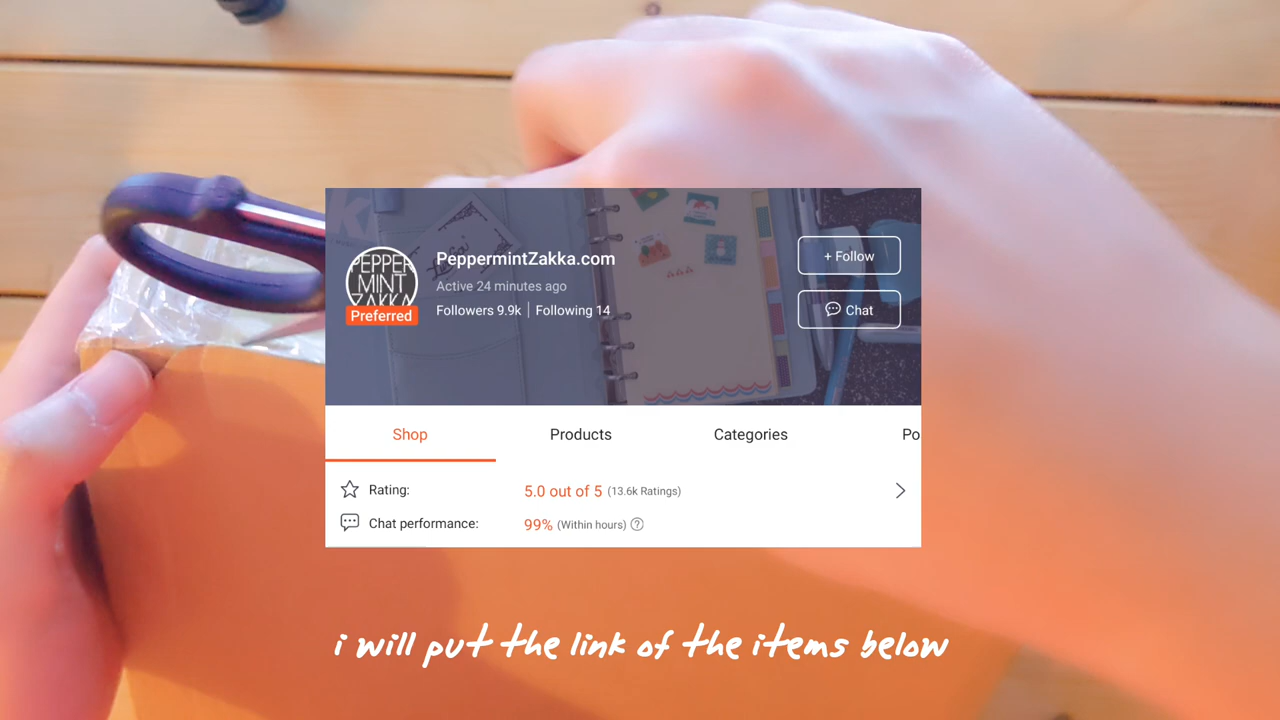 PEPPER
MINT
ZAKKA
Preferred
PeppermintZakka.com
Active 24 minutes ago
Followers 9.9k | Following 14
+ Follow
Chat
Shop
Products
Categories
Po
Rating:
5.0 out of 5 (13.6k Ratings)
Chat performance:
99% (Within hours) ?
i will put the link of the items below